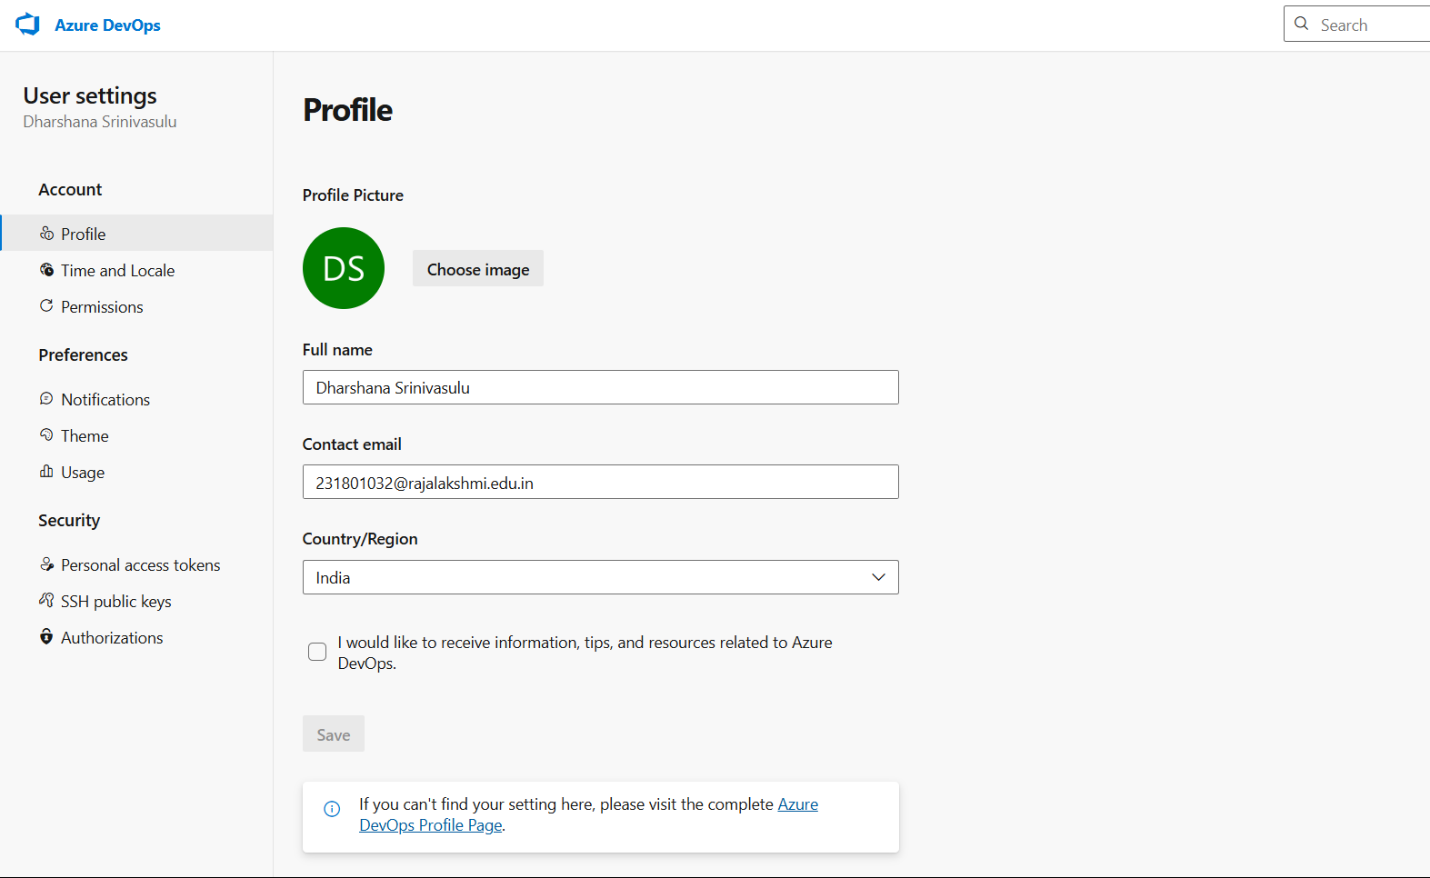 Azure DevOps
Search
User settings
Dharshana Srinivasulu
Account
Profile
Time and Locale
Permissions
Preferences
Notifications
Theme
Usage
Security
Personal access tokens
SSH public keys
Authorizations
Profile
Profile Picture
DS
Choose image
Full name
Dharshana Srinivasulu
Contact email
231801032@rajalakshmi.edu.in
Country/Region
India
I would like to receive information, tips, and resources related to Azure
DevOps.
Save
If you can't find your setting here, please visit the complete Azure
DevOps Profile Page.